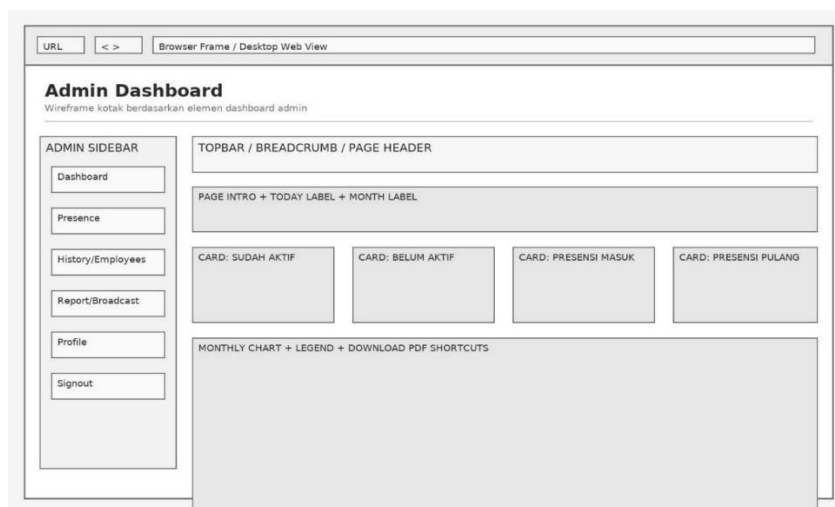 URL
< >
Browser Frame / Desktop Web View
Admin Dashboard
Wireframe kotak berdasarkan elemen dashboard admin
ADMIN SIDEBAR
Dashboard
Presence
History/Employees
Report/Broadcast
Profile
Signout
TOPBAR / BREADCRUMB / PAGE HEADER
PAGE INTRO + TODAY LABEL + MONTH LABEL
CARD: SUDAH AKTIF
CARD: BELUM AKTIF
CARD: PRESENSI MASUK
CARD: PRESENSI PULANG
MONTHLY CHART + LEGEND + DOWNLOAD PDF SHORTCUTS